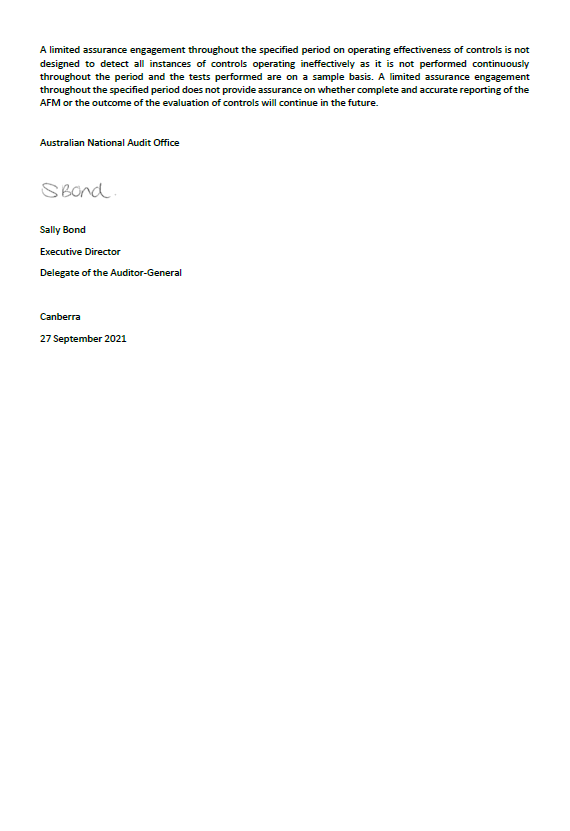 A limited assurance engagement throughout the specified period on operating effectiveness of controls is not
designed to detect all instances of controls operating ineffectively as it is not performed continuously
throughout the period and the tests performed are on a sample basis. A limited assurance engagement
throughout the specified period does not provide assurance on whether complete and accurate reporting of the
AFM or the outcome of the evaluation of controls will continue in the future.
Australian National Audit Office
SBond.
Sally Bond
Executive Director
Delegate of the Auditor-General
Canberra
27 September 2021